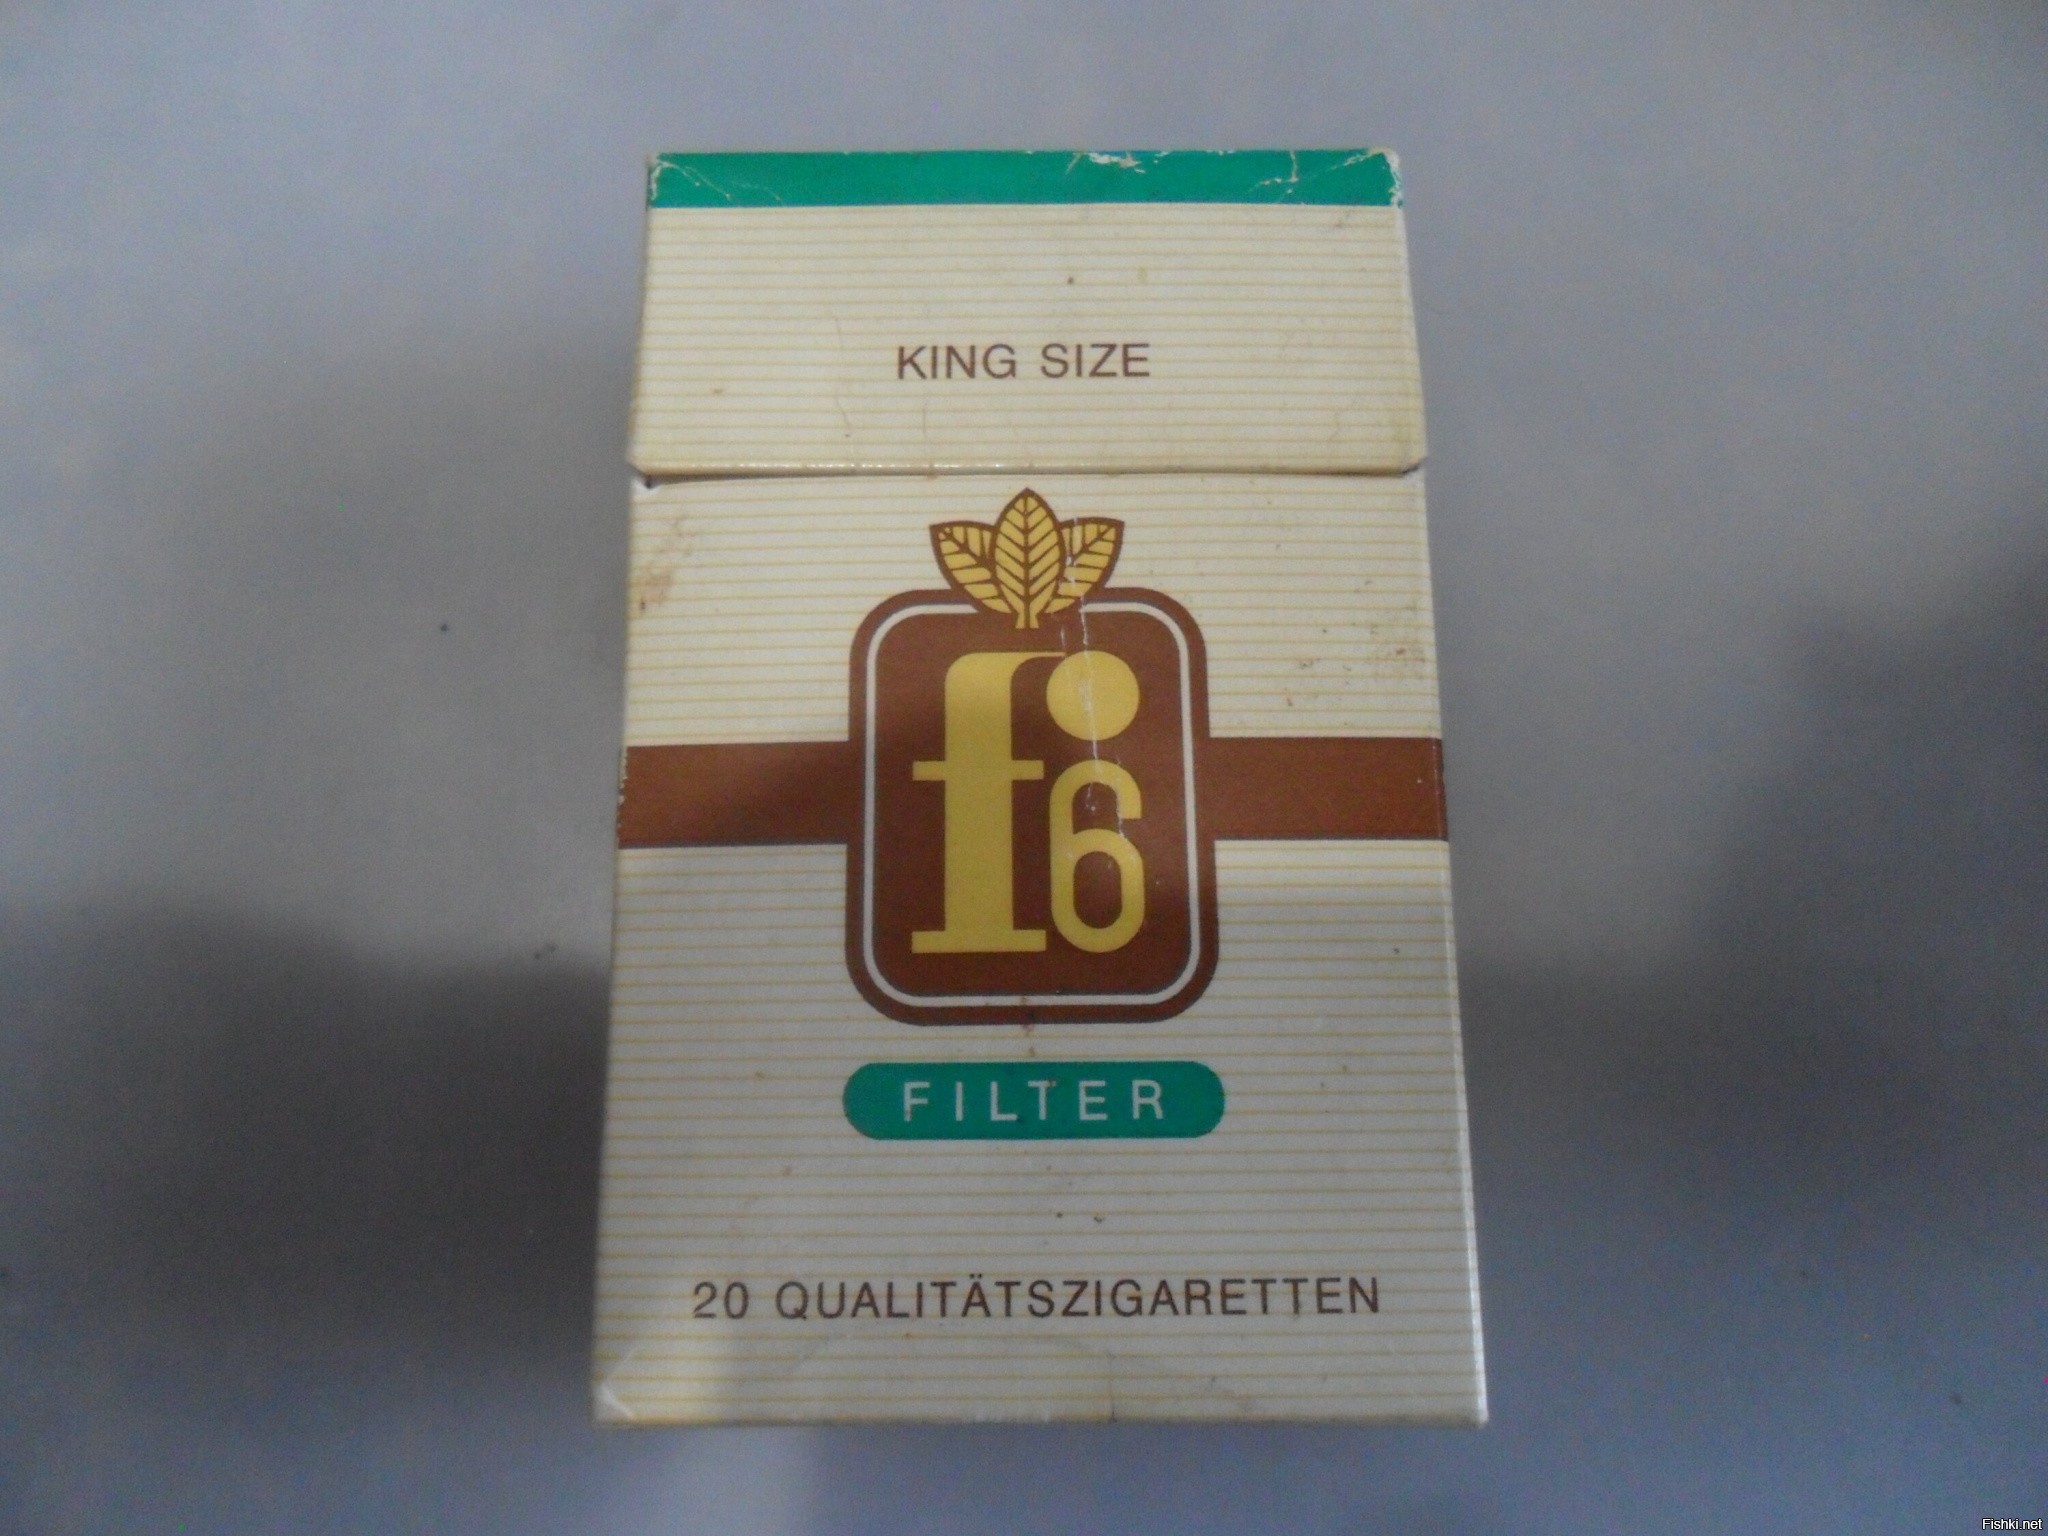 KING SIZE
f6
FILTER
20 QUALITÄTSZIGARETTEN
Fishki.net